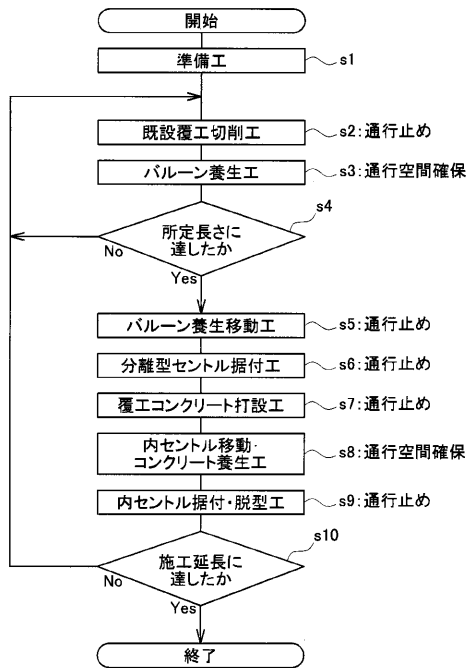 開始
準備工
s1
既設覆工切削工
s2:通行止め
バルーン養生工
s3:通行空間確保
s4
所定長さに
達したか
No
Yes
バルーン養生移動工
s5:通行止め
分離型セントル据付工
s6:通行止め
覆工コンクリート打設工
s7:通行止め
内セントル移動・
コンクリート養生工
s8:通行空間確保
内セントル据付・脱型工
s9:通行止め
s10
施工延長に
達したか
No
Yes
終了